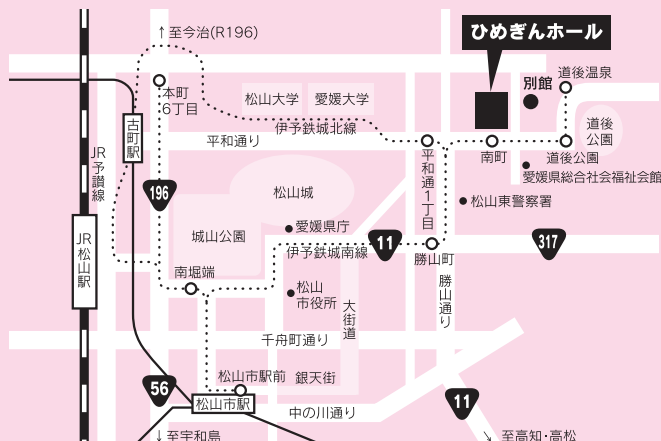 ↑至今治(R196)
ひめぎんホール
別館
道後温泉
本町
6丁目
松山大学
愛媛大学
伊予鉄城北線
平和通り
古町駅
JR予讃線
平和通1丁目
南町
道後
公園
道後公園
愛媛県総合社会福祉会館
松山城
196
城山公園
愛媛県庁
松山東警察署
11
317
伊予鉄城南線
勝山町
JR松山駅
南堀端
松山
市役所
大街道
勝山通り
千舟町通り
松山市駅前
銀天街
56
松山市駅
中の川通り
11
↓至宇和島
↘至高知・高松